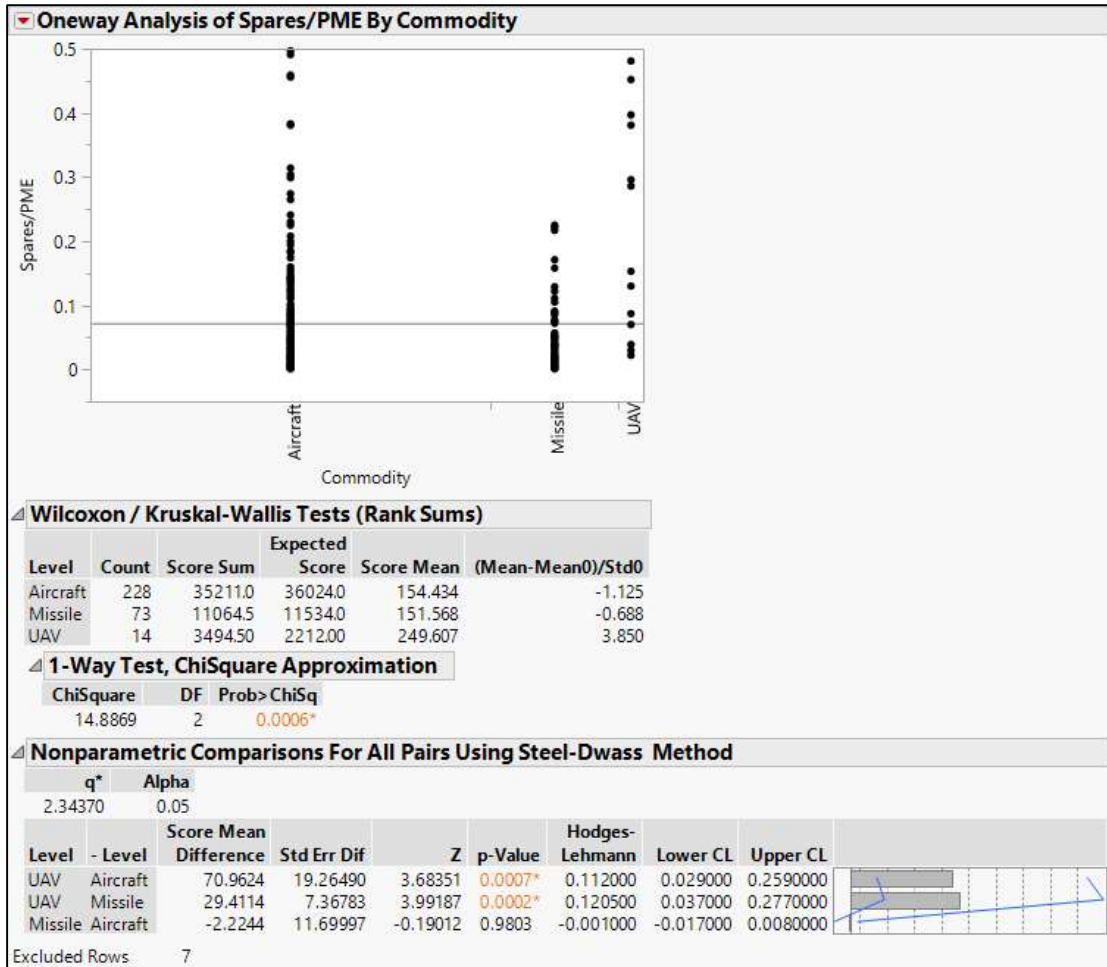 Oneway Analysis of Spares/PME By Commodity
0.5
0.4
0.3
0.2
0.1
0
Spares/PME
Aircraft
Missile
UAV
Commodity
Wilcoxon / Kruskal-Wallis Tests (Rank Sums)
Expected
Level Count Score Sum Score Score Mean (Mean-Mean0)/Std0
Aircraft 228 35211.0 36024.0 154.434 -1.125
Missile 73 11064.5 11534.0 151.568 -0.688
UAV 14 3494.50 2212.00 249.607 3.850
1-Way Test, ChiSquare Approximation
ChiSquare DF Prob>ChiSq
14.8869 2 0.0006*
Nonparametric Comparisons For All Pairs Using Steel-Dwass Method
q* Alpha
2.34370 0.05
Score Mean Hodges-
Level - Level Difference Std Err Dif Z p-Value Lehmann Lower CL Upper CL
UAV Aircraft 70.9624 19.26490 3.68351 0.0007* 0.112000 0.029000 0.2590000
UAV Missile 29.4114 7.36783 3.99187 0.0002* 0.120500 0.037000 0.2770000
Missile Aircraft -2.2244 11.69997 -0.19012 0.9803 -0.001000 -0.017000 0.0080000
Excluded Rows 7